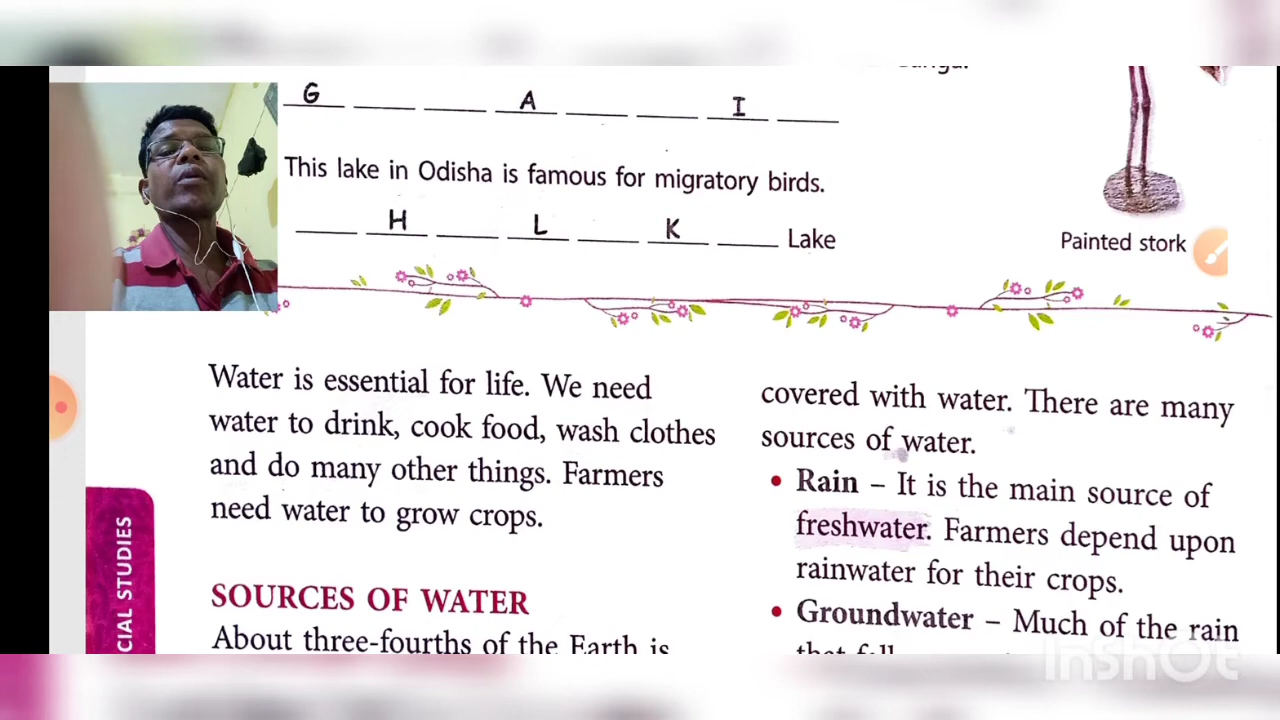 G _ _ A _ _ I _
This lake in Odisha is famous for migratory birds.
_ H _ L _ K _ Lake
Painted stork
Water is essential for life. We need
water to drink, cook food, wash clothes
and do many other things. Farmers
need water to grow crops.
SOURCES OF WATER
About three-fourths of the Earth is
covered with water. There are many
sources of water.
• Rain – It is the main source of
freshwater. Farmers depend upon
rainwater for their crops.
• Groundwater – Much of the rain
that fall
CIAL STUDIES
InShOt